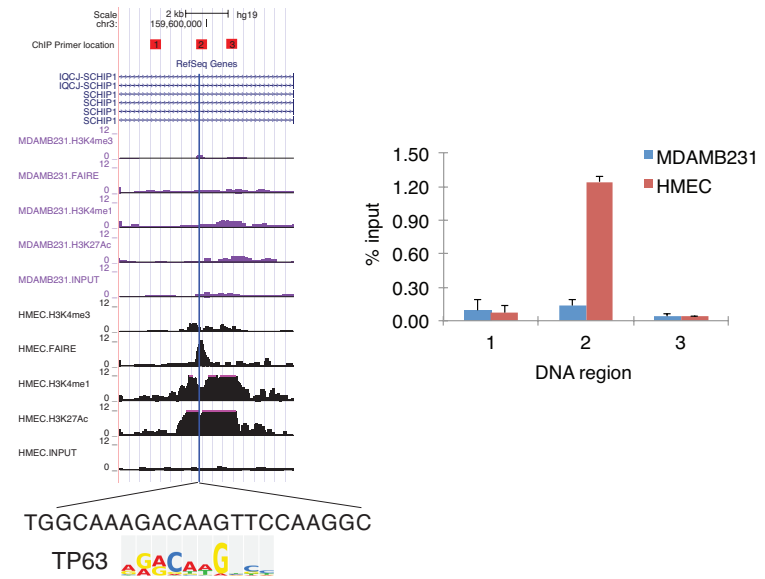 Scale 2 kb hg19
chr3: 159,600,000
ChIP Primer location 1 2 3
RefSeq Genes
IQCJ-SCHIP1
IQCJ-SCHIP1
SCHIP1
SCHIP1
SCHIP1
SCHIP1
12
MDAMB231.H3K4me3
0
12
MDAMB231.FAIRE
0
12
MDAMB231.H3K4me1
0
12
MDAMB231.H3K27Ac
0
12
MDAMB231.INPUT
0
12
HMEC.H3K4me3
0
12
HMEC.FAIRE
0
12
HMEC.H3K4me1
0
12
HMEC.H3K27Ac
0
12
HMEC.INPUT
0
TGGCAAAGACAAGTTCCAAGGC
TP63 AGACAAG CC
% input
1.50
1.20
0.90
0.60
0.30
0.00
1 2 3
DNA region
MDAMB231
HMEC